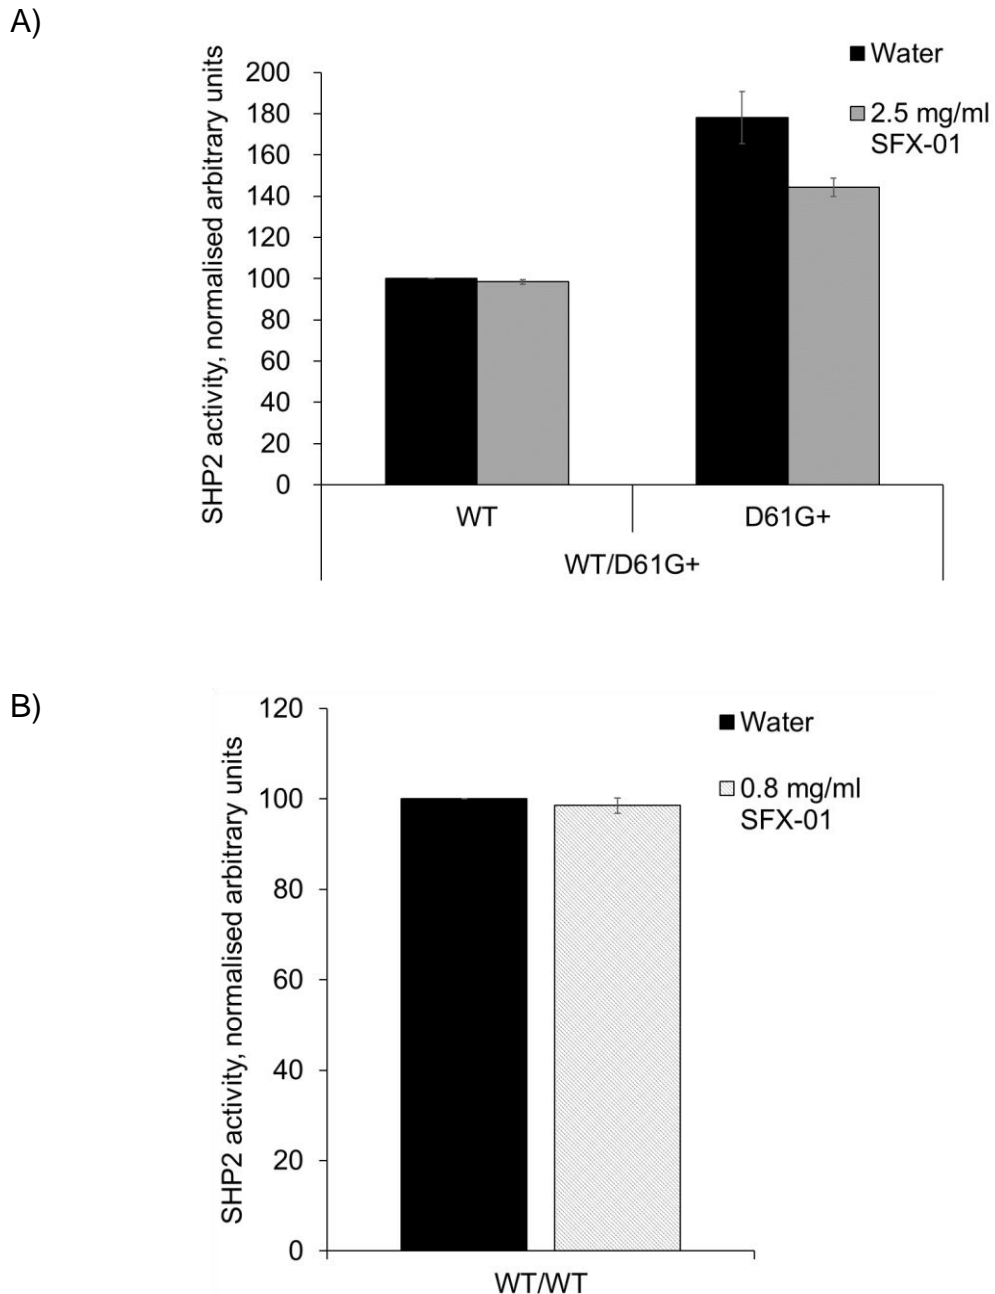 A)
SHP2 activity, normalised arbitrary units
200
180
160
140
120
100
80
60
40
20
0
Water
2.5 mg/ml
SFX-01
WT
D61G+
WT/D61G+
B)
SHP2 activity, normalised arbitrary units
120
100
80
60
40
20
0
Water
0.8 mg/ml
SFX-01
WT/WT